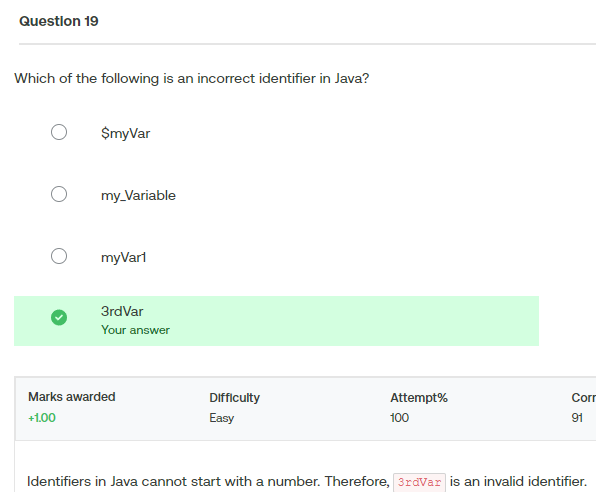 Question 19
Which of the following is an incorrect identifier in Java?
$myVar
my_Variable
myVar1
3rdVar
Your answer
Marks awarded Difficulty Attempt% Corr
+1.00 Easy 100 91
Identifiers in Java cannot start with a number. Therefore, 3rdVar is an invalid identifier.